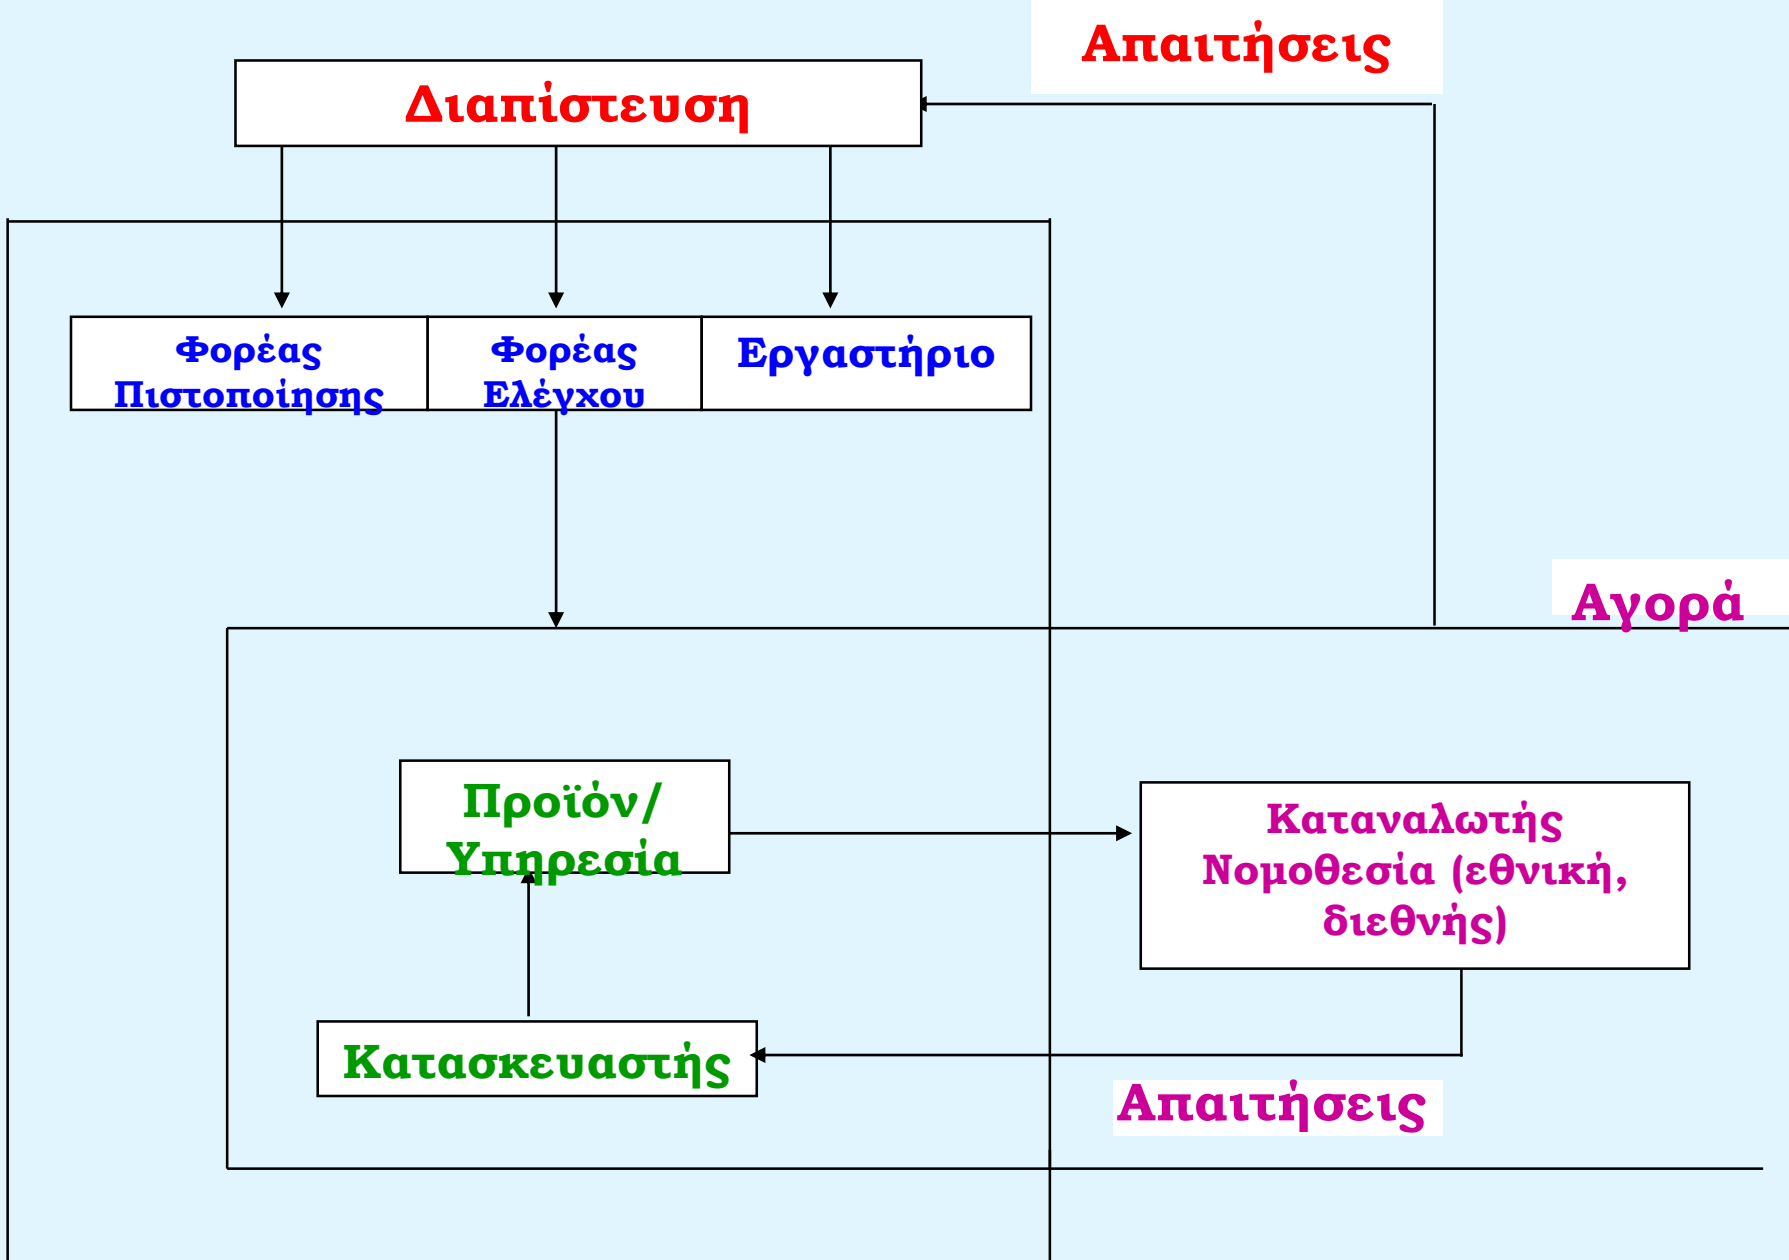 Απαιτήσεις
Διαπίστευση
Φορέας
Πιστοποίησης
Φορέας
Ελέγχου
Εργαστήριο
Αγορά
Προϊόν/
Υπηρεσία
Καταναλωτής
Νομοθεσία (εθνική,
διεθνής)
Κατασκευαστής
Απαιτήσεις